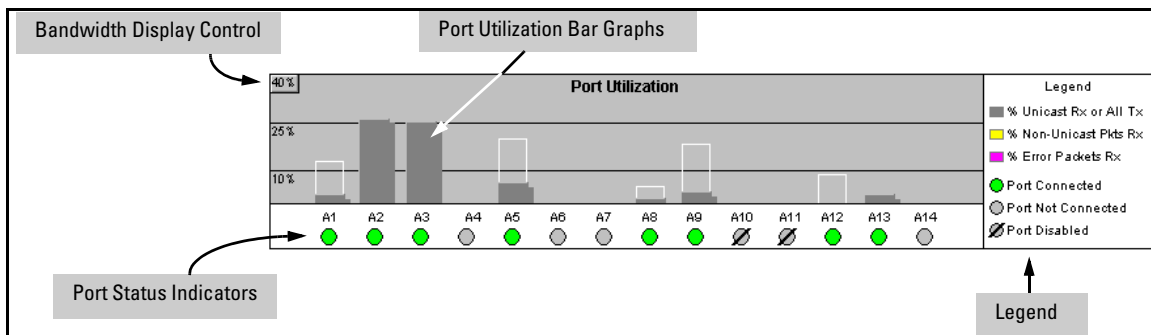 Bandwidth Display Control
Port Utilization Bar Graphs
40%
Port Utilization
25%
10%
A1 A2 A3 A4 A5 A6 A7 A8 A9 A10 A11 A12 A13 A14
Legend
% Unicast Rx or All Tx
% Non-Unicast Pkts Rx
% Error Packets Rx
Port Connected
Port Not Connected
Port Disabled
Port Status Indicators
Legend